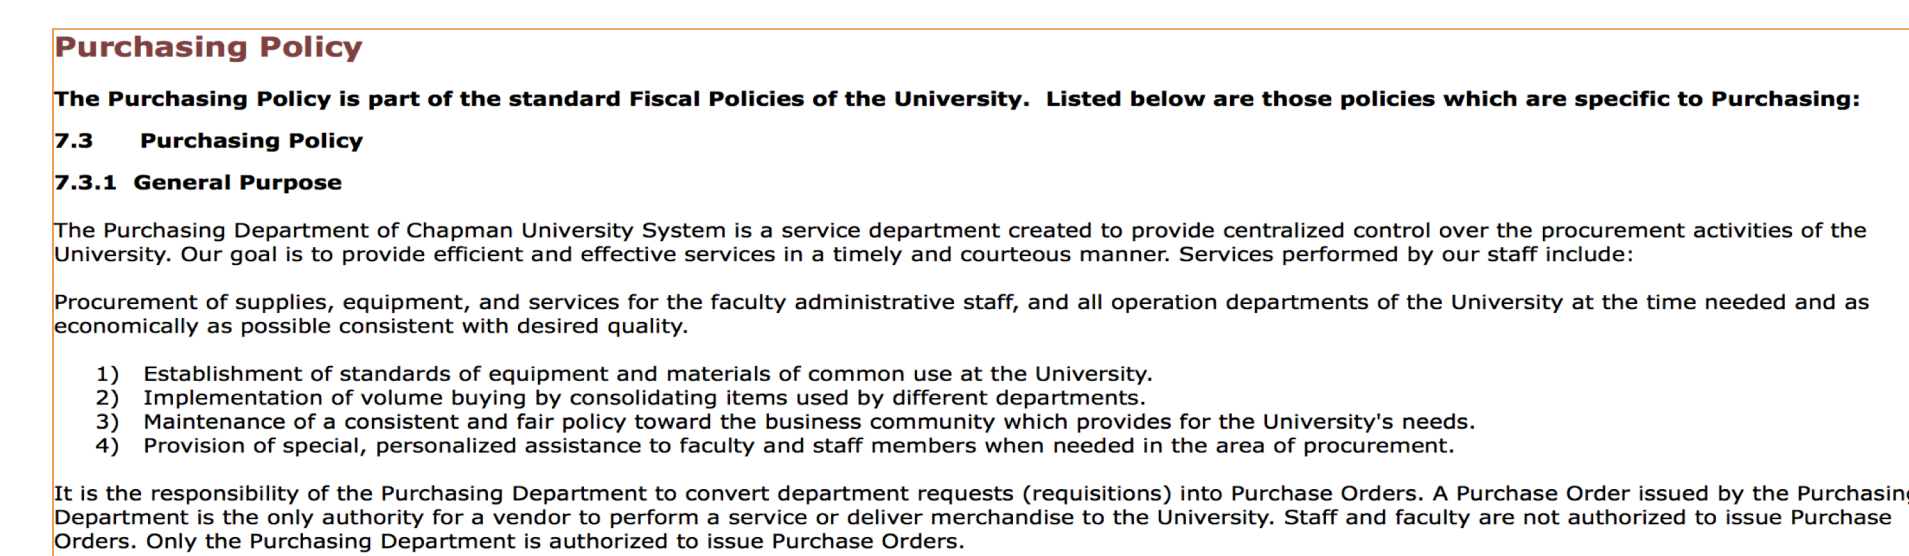 Purchasing Policy
The Purchasing Policy is part of the standard Fiscal Policies of the University.  Listed below are those policies which are specific to Purchasing:
7.3 Purchasing Policy
7.3.1 General Purpose
The Purchasing Department of Chapman University System is a service department created to provide centralized control over the procurement activities of the
University. Our goal is to provide efficient and effective services in a timely and courteous manner. Services performed by our staff include:
Procurement of supplies, equipment, and services for the faculty administrative staff, and all operation departments of the University at the time needed and as
economically as possible consistent with desired quality.
1) Establishment of standards of equipment and materials of common use at the University.
2) Implementation of volume buying by consolidating items used by different departments.
3) Maintenance of a consistent and fair policy toward the business community which provides for the University's needs.
4) Provision of special, personalized assistance to faculty and staff members when needed in the area of procurement.
It is the responsibility of the Purchasing Department to convert department requests (requisitions) into Purchase Orders. A Purchase Order issued by the Purchasing
Department is the only authority for a vendor to perform a service or deliver merchandise to the University. Staff and faculty are not authorized to issue Purchase
Orders. Only the Purchasing Department is authorized to issue Purchase Orders.